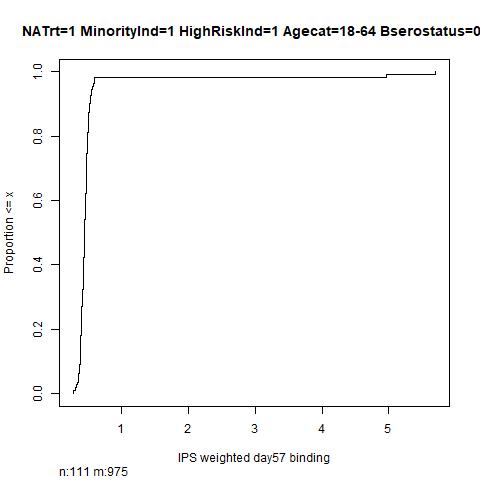 NATrt=1 MinorityInd=1 HighRiskInd=1 Agecat=18-64 Bserostatus=0
Proportion <= x
1.0
0.8
0.6
0.4
0.2
0.0
1 2 3 4 5
IPS weighted day57 binding
n:111 m:975